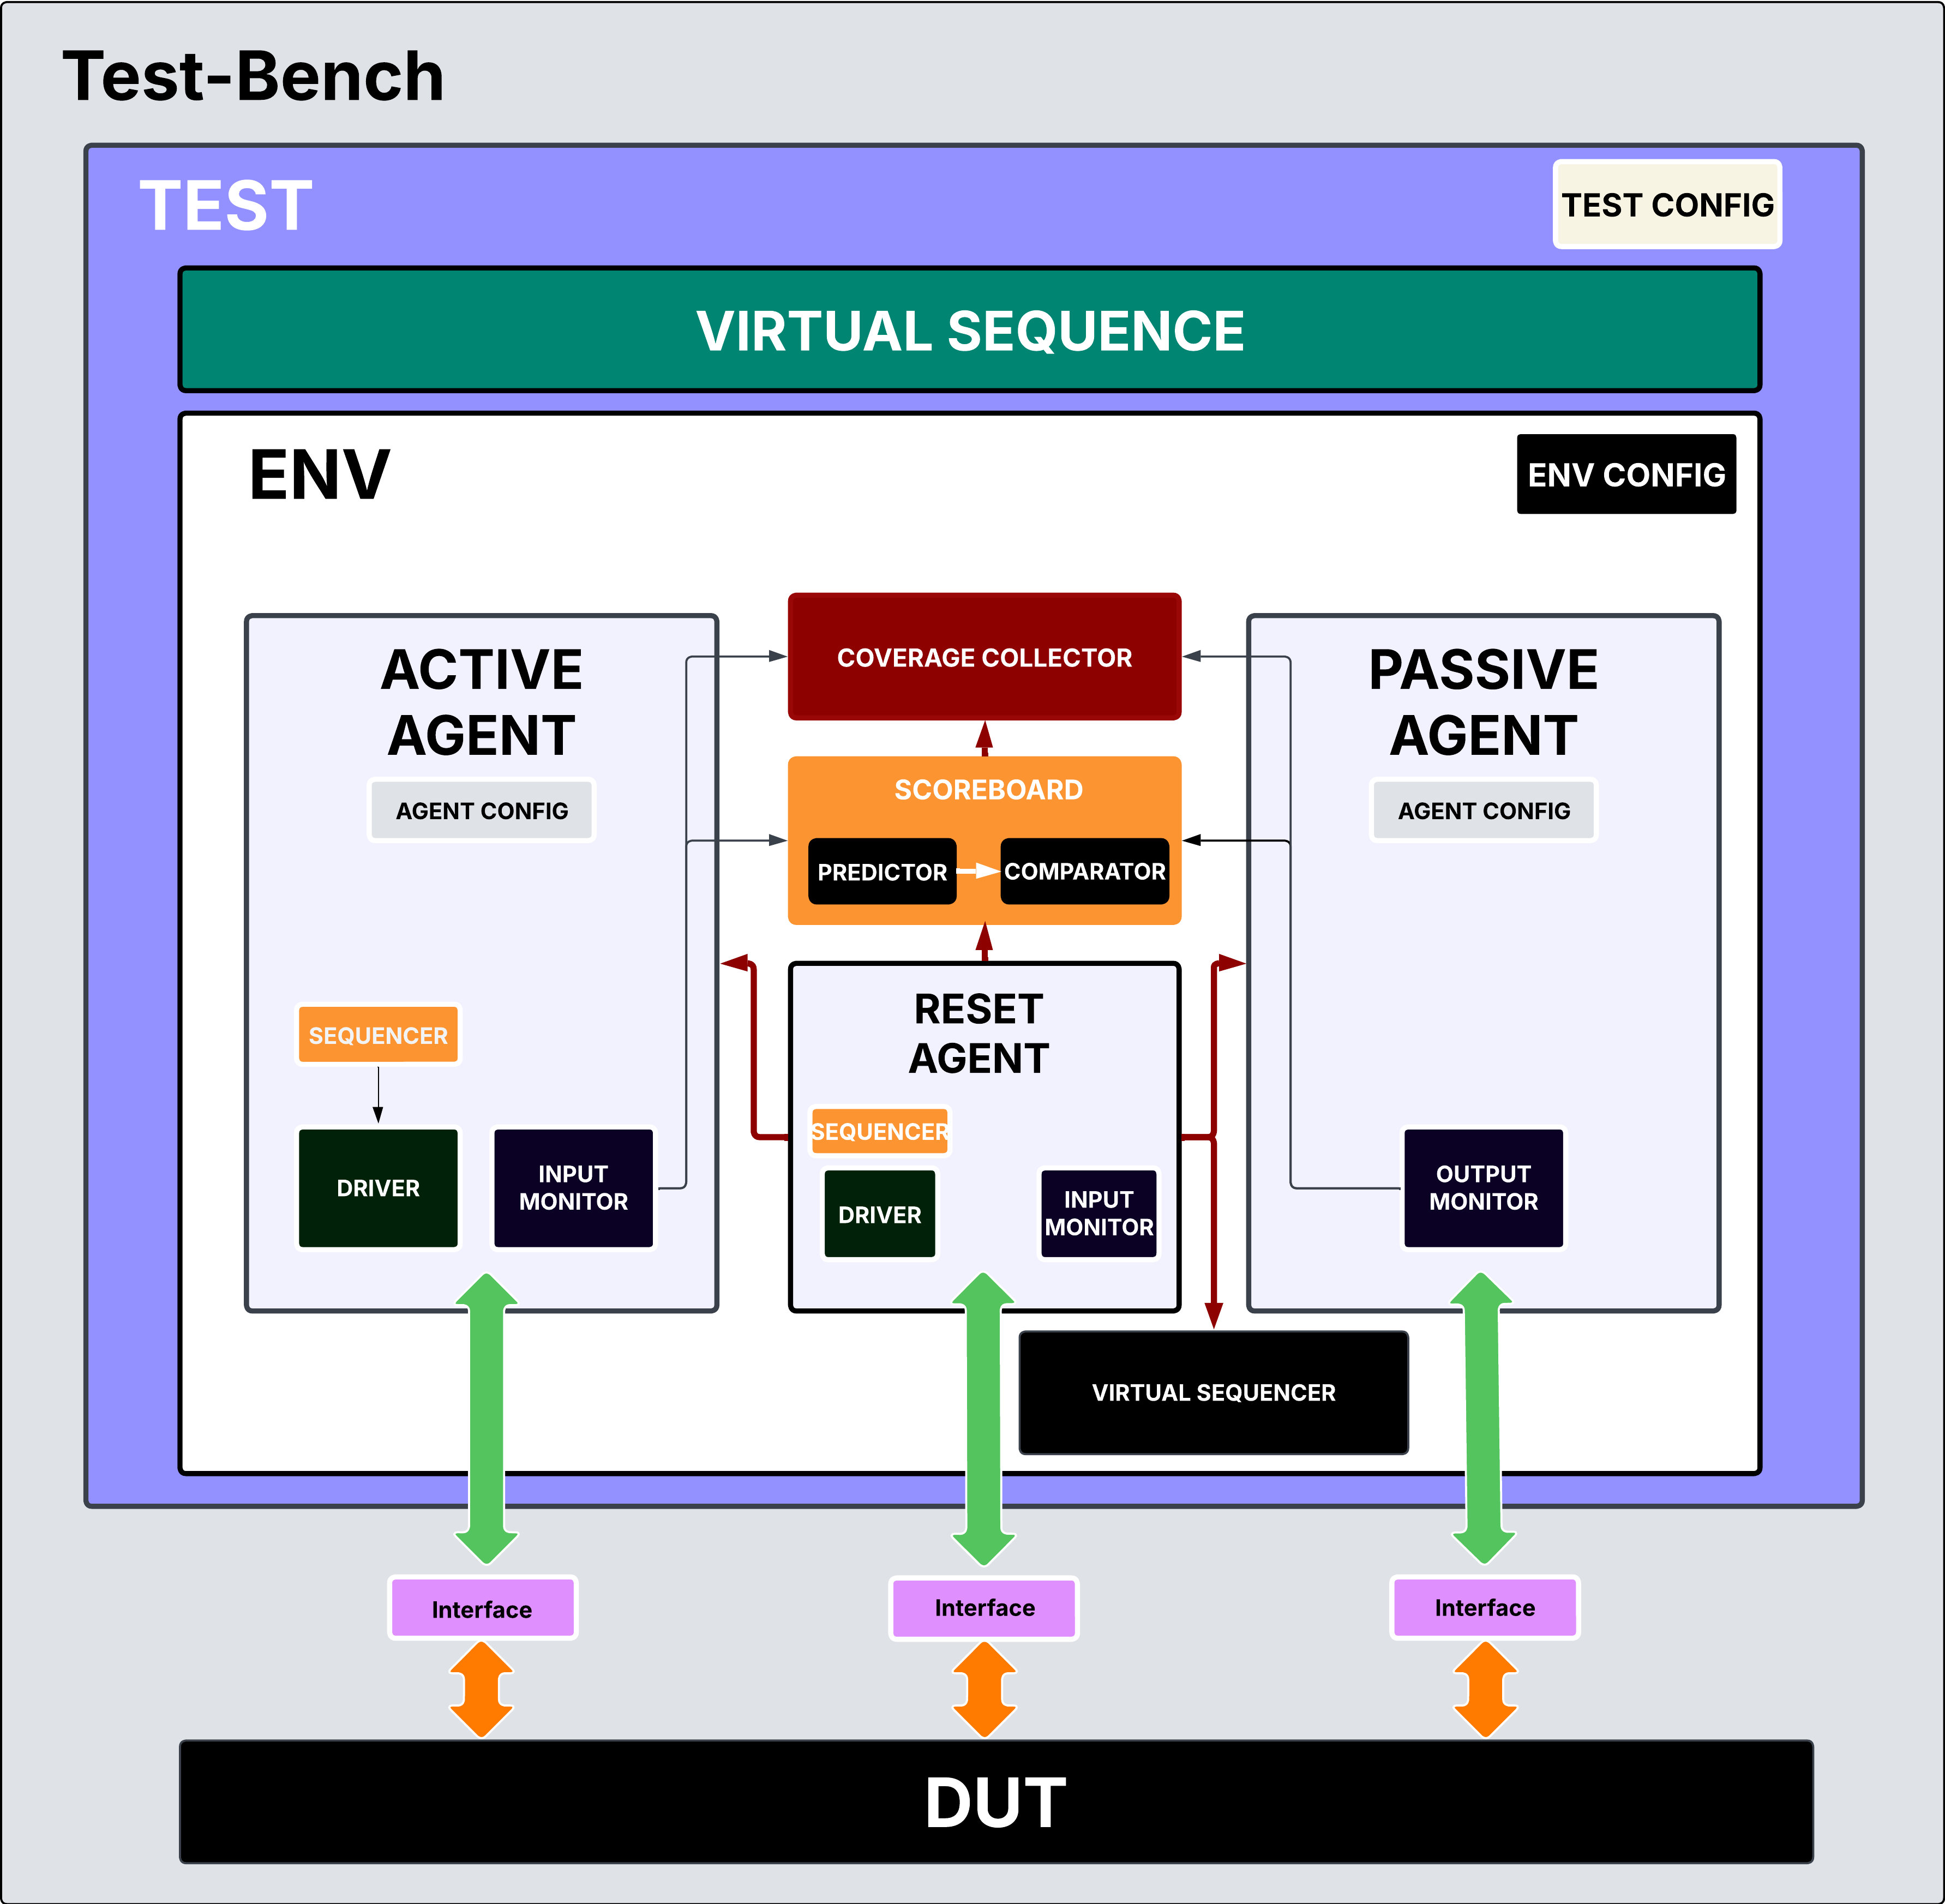 Test-Bench
TEST
TEST CONFIG
VIRTUAL SEQUENCE
ENV
ENV CONFIG
ACTIVE
AGENT
AGENT CONFIG
SEQUENCER
DRIVER
INPUT
MONITOR
COVERAGE COLLECTOR
SCOREBOARD
PREDICTOR
COMPARATOR
RESET
AGENT
SEQUENCER
DRIVER
INPUT
MONITOR
PASSIVE
AGENT
AGENT CONFIG
OUTPUT
MONITOR
VIRTUAL SEQUENCER
Interface
Interface
Interface
DUT